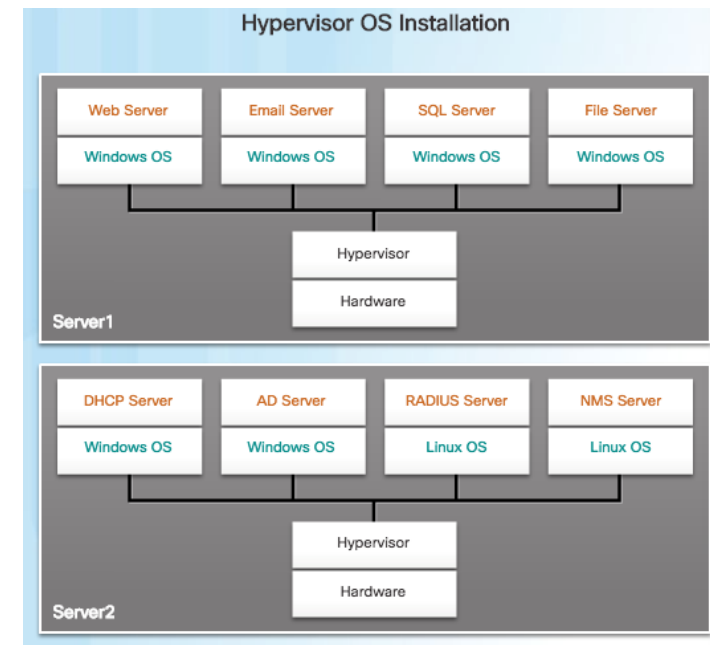 Hypervisor OS Installation
Web Server
Email Server
SQL Server
File Server
Windows OS
Windows OS
Windows OS
Windows OS
Hypervisor
Hardware
Server1
DHCP Server
AD Server
RADIUS Server
NMS Server
Windows OS
Windows OS
Linux OS
Linux OS
Hypervisor
Hardware
Server2